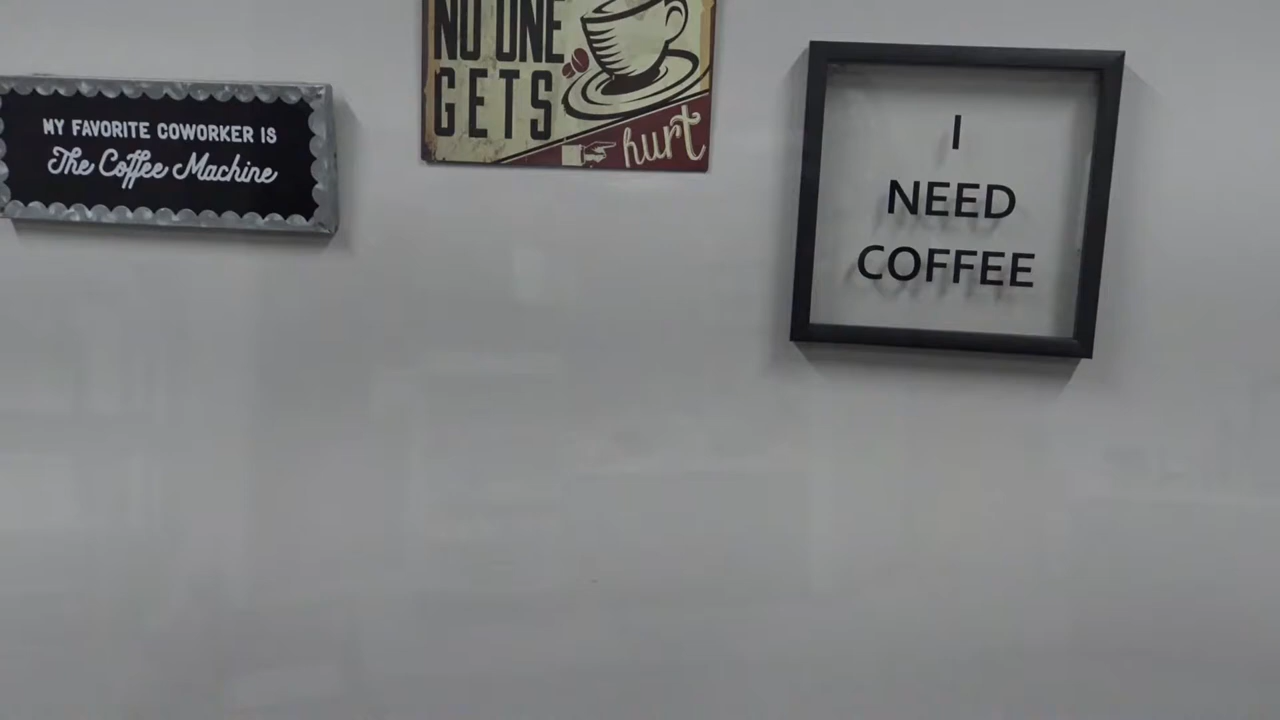 MY FAVORITE COWORKER IS
The Coffee Machine
NO ONE
GETS
hurt
I
NEED
COFFEE